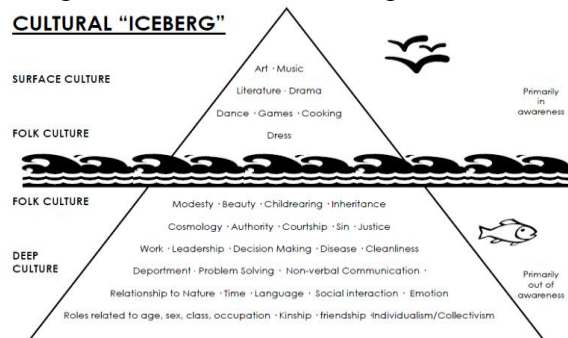 CULTURAL “ICEBERG”
Art · Music
SURFACE CULTURE
Literature · Drama
Primarily
in
awareness
Dance · Games · Cooking
FOLK CULTURE
Dress
FOLK CULTURE
Modesty · Beauty · Childrearing · Inheritance
Cosmology · Authority · Courtship · Sin · Justice
DEEP
CULTURE
Work · Leadership · Decision Making · Disease · Cleanliness
Deportment · Problem Solving · Non-verbal Communication ·
Primarily
out of
awareness
Relationship to Nature · Time · Language · Social interaction · Emotion
Roles related to age, sex, class, occupation · Kinship · friendship ·Individualism/Collectivism